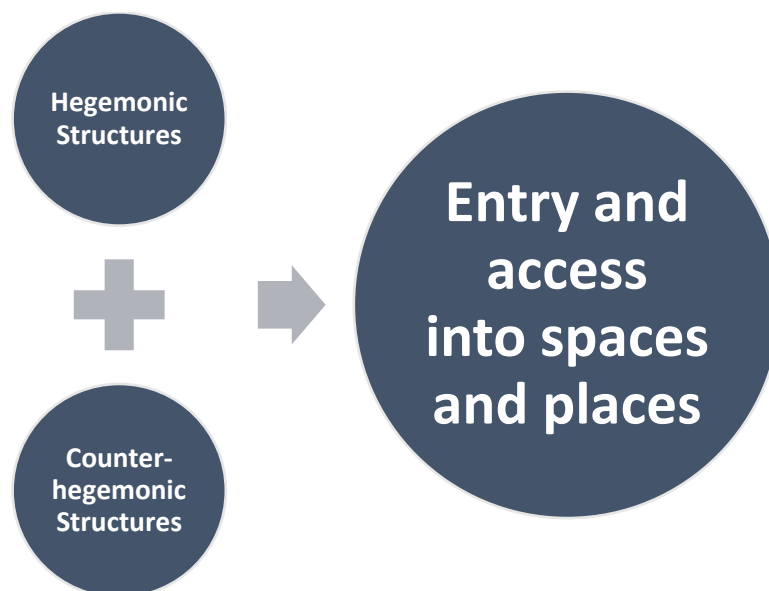 Hegemonic
Structures
Counter-
hegemonic
Structures
Entry and
access
into spaces
and places